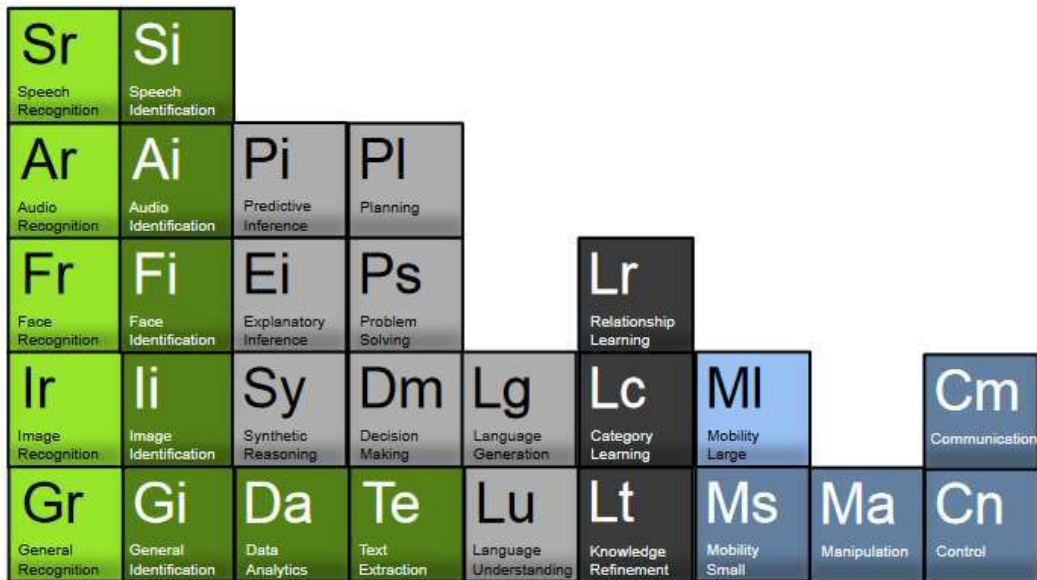 Sr Si
Speech Speech
Recognition Identification
Ar Ai Pi Pl
Audio Audio Predictive Planning
Recognition Identification Inference
Fr Fi Ei Ps Lr
Face Face Explanatory Problem Relationship
Recognition Identification Inference Solving Learning
Ir Ii Sy Dm Lg Lc Ml Cm
Image Image Synthetic Decision Language Category Mobility Communication
Recognition Identification Reasoning Making Generation Learning Large
Gr Gi Da Te Lu Lt Ms Ma Cn
General General Data Text Language Knowledge Mobility Manipulation Control
Recognition Identification Analytics Extraction Understanding Refinement Small